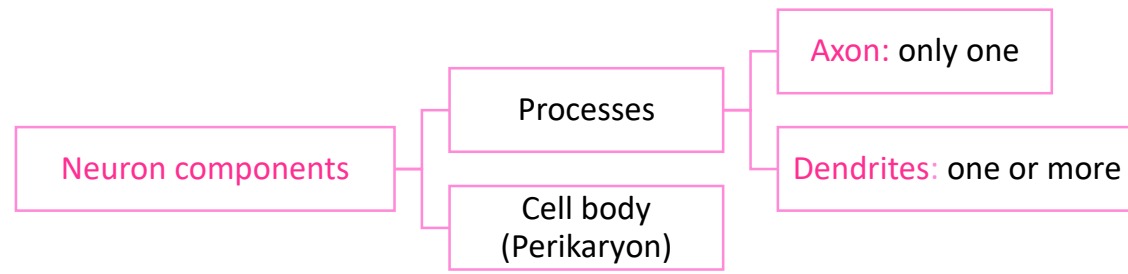 Neuron components
Processes
Cell body
(Perikaryon)
Axon: only one
Dendrites: one or more